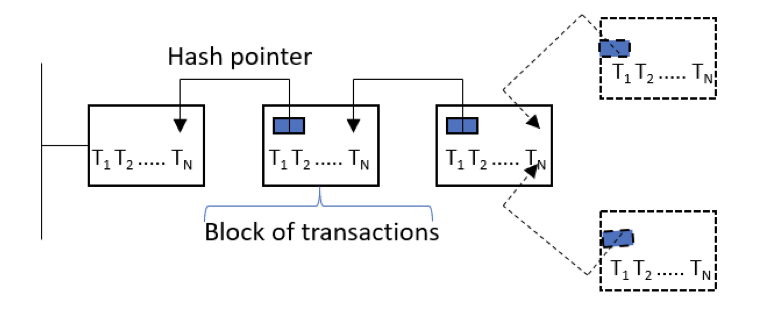 Hash pointer
T1 T2 ..... TN
T1 T2 ..... TN
T1 T2 ..... TN
T1 T2 ..... TN
Block of transactions
T1 T2 ..... TN